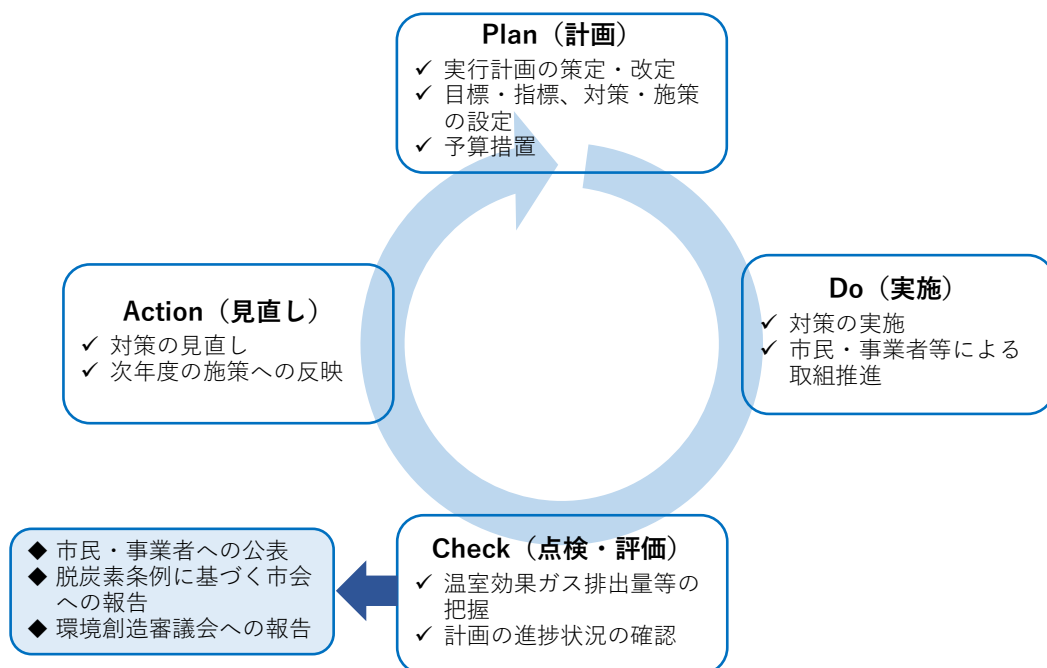 Plan（計画）
✓ 実行計画の策定・改定
✓ 目標・指標、対策・施策
の設定
✓ 予算措置
Do（実施）
✓ 対策の実施
✓ 市民・事業者等による
取組推進
Check（点検・評価）
✓ 温室効果ガス排出量等の
把握
✓ 計画の進捗状況の確認
◆ 市民・事業者への公表
◆ 脱炭素条例に基づく市会
への報告
◆ 環境創造審議会への報告
Action（見直し）
✓ 対策の見直し
✓ 次年度の施策への反映